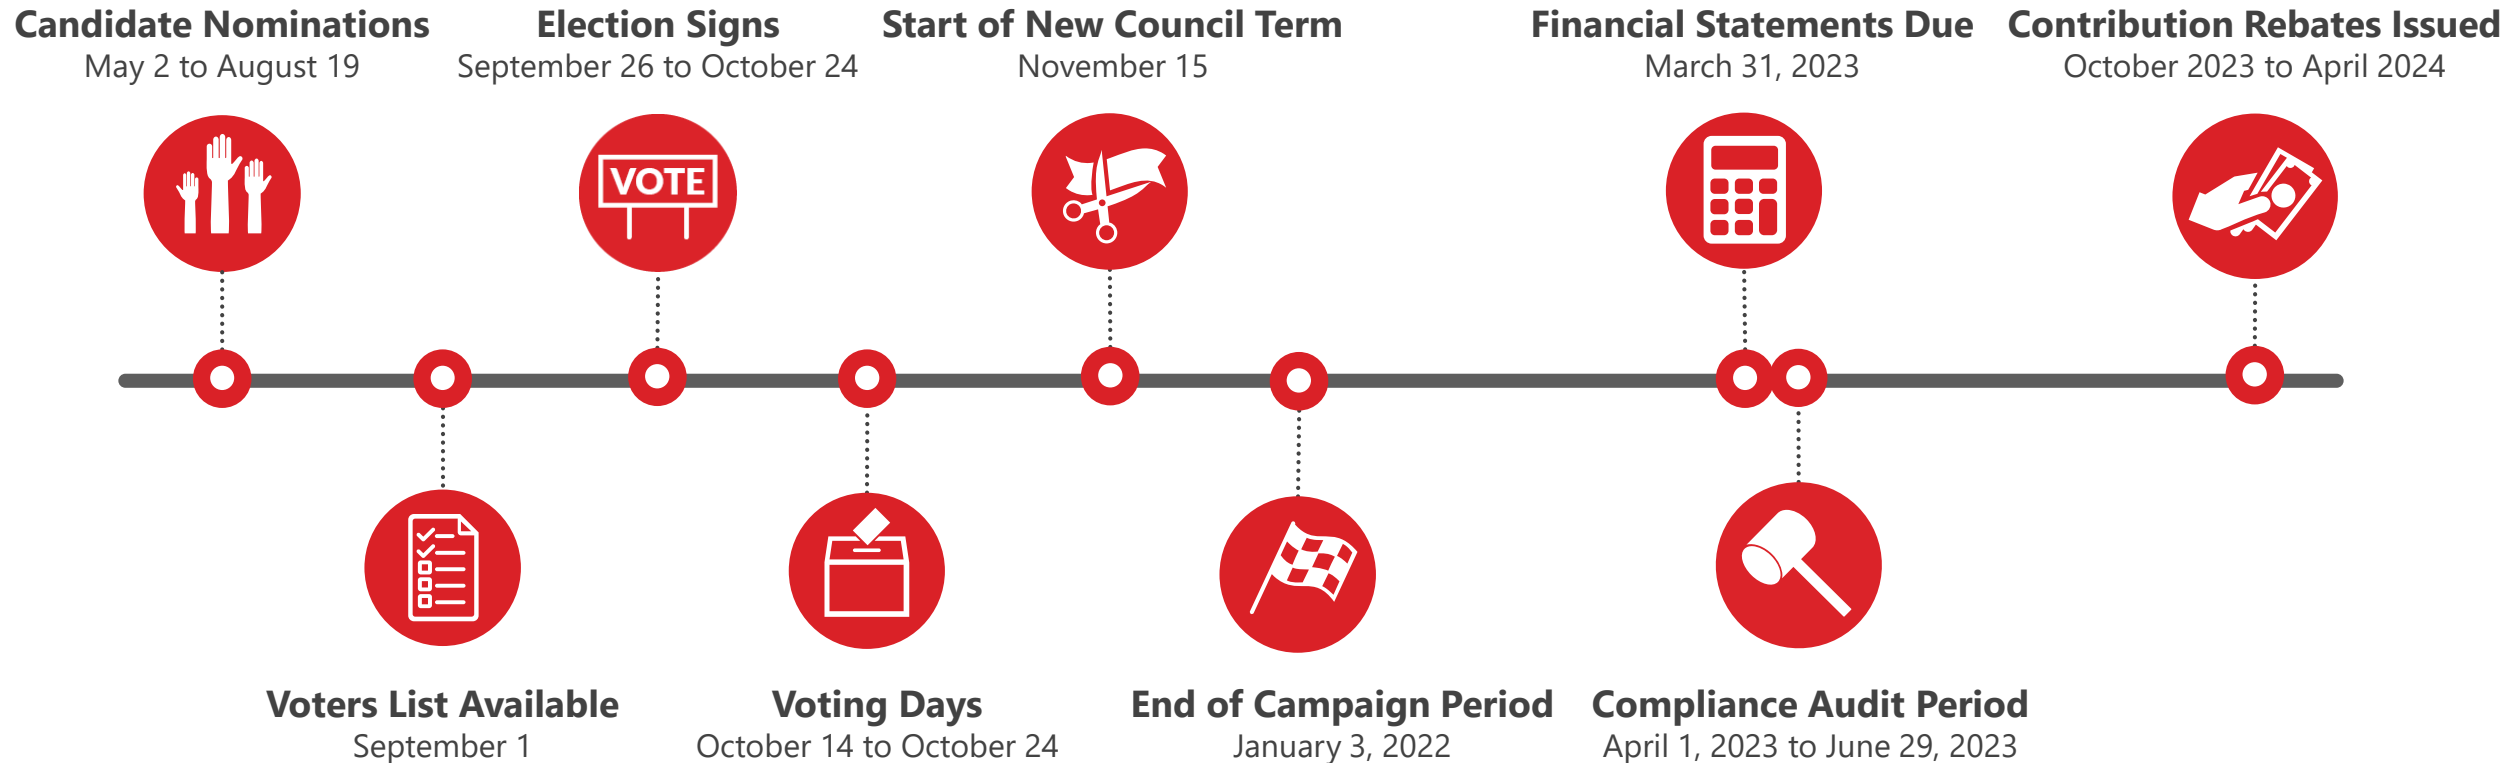 Candidate Nominations
May 2 to August 19
Election Signs
September 26 to October 24
Start of New Council Term
November 15
Financial Statements Due
March 31, 2023
Contribution Rebates Issued
October 2023 to April 2024
VOTE
Voters List Available
September 1
Voting Days
October 14 to October 24
End of Campaign Period
January 3, 2022
Compliance Audit Period
April 1, 2023 to June 29, 2023